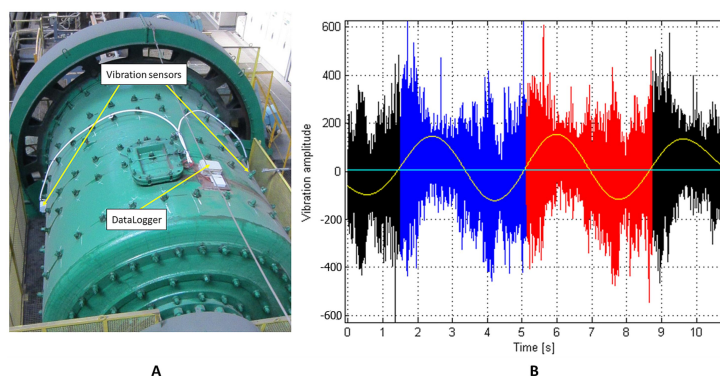 Vibration sensors
DataLogger
A
Vibration amplitude
600
400
200
0
-200
-400
-600
0 1 2 3 4 5 6 7 8 9 10
Time [s]
B